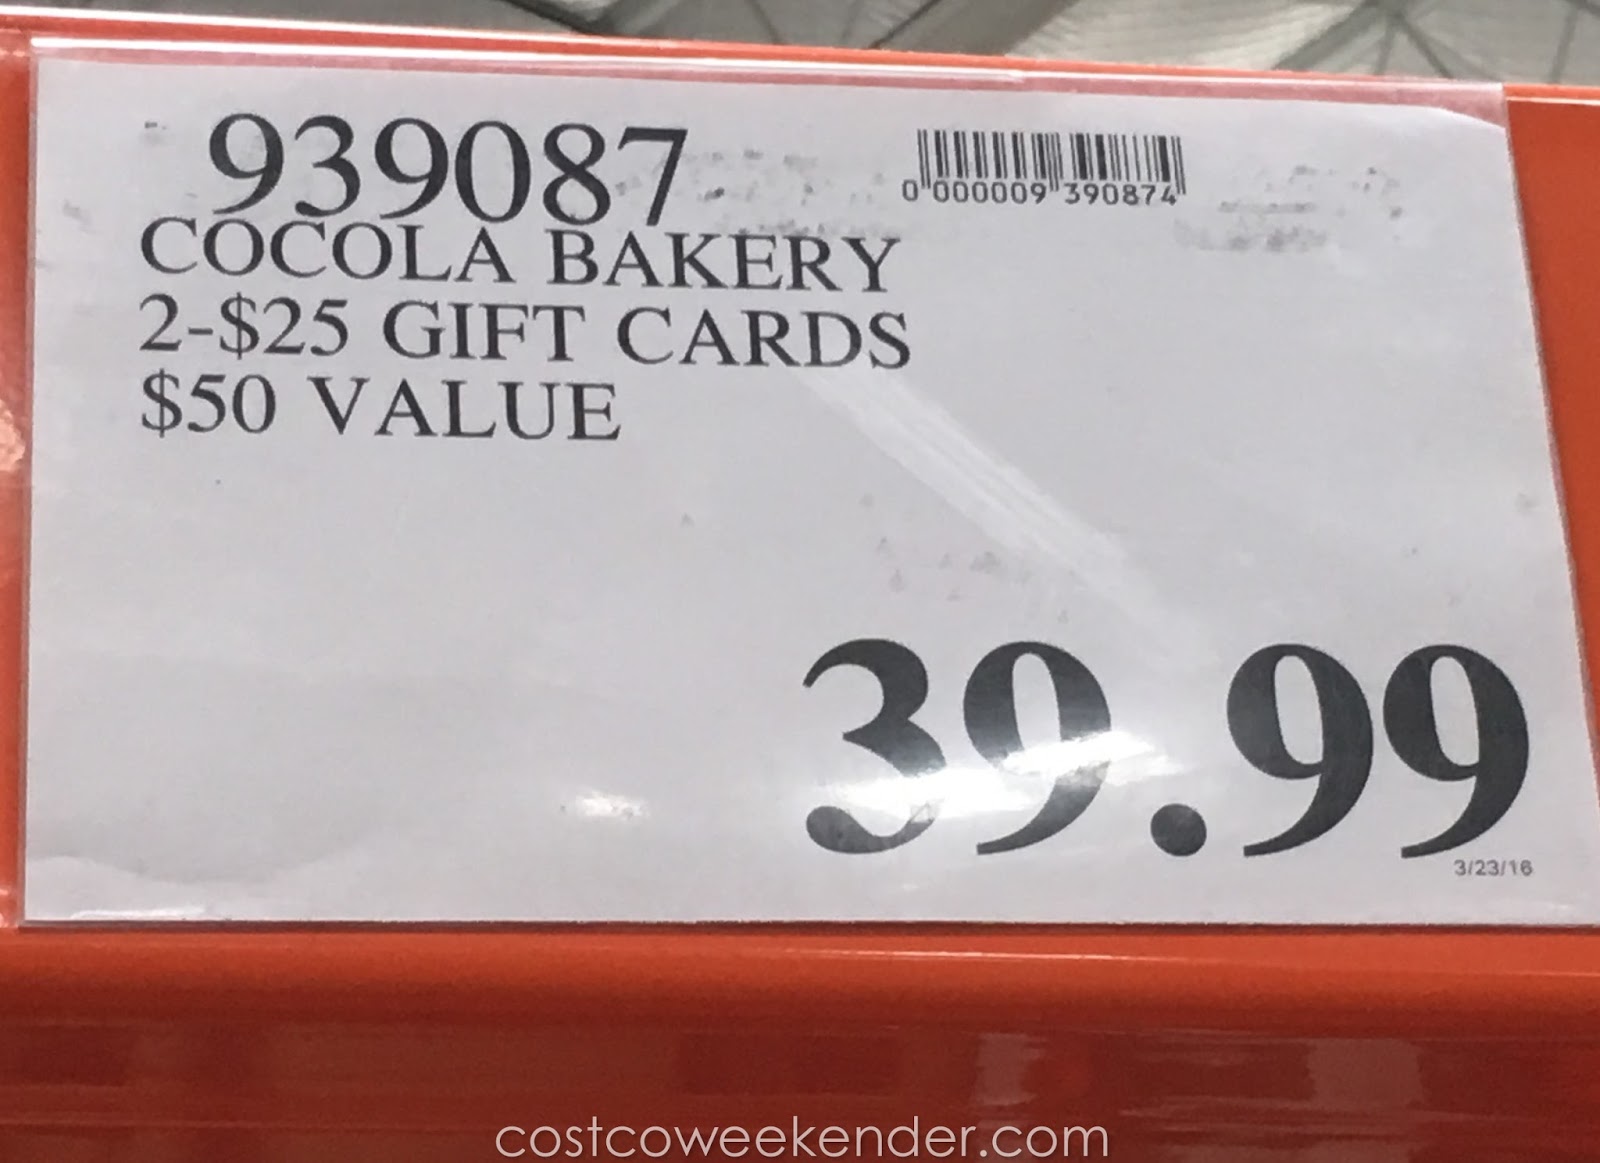 939087
0 000009 390874
COCOLA BAKERY
2-$25 GIFT CARDS
$50 VALUE
39.99
3/23/16
costcoweekender.com